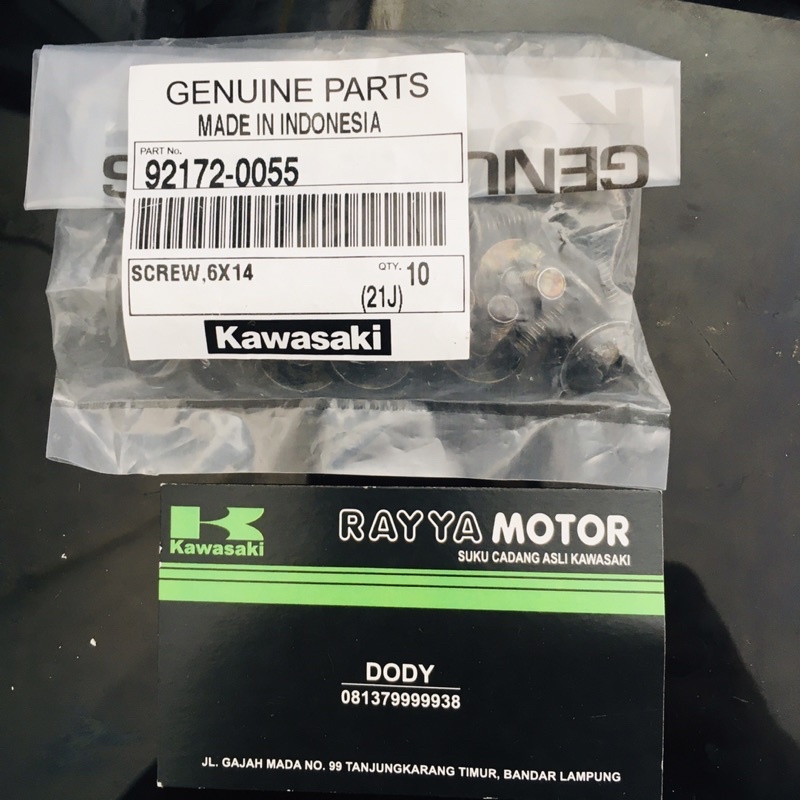 GENUINE PARTS
MADE IN INDONESIA
PART No.
92172-0055
GENU
K
SCREW,6X14
QTY. 10
(21J)
Kawasaki
Kawasaki
RAYYA MOTOR
SUKU CADANG ASLI KAWASAKI
DODY
081379999938
JL. GAJAH MADA NO. 99 TANJUNGKARANG TIMUR, BANDAR LAMPUNG